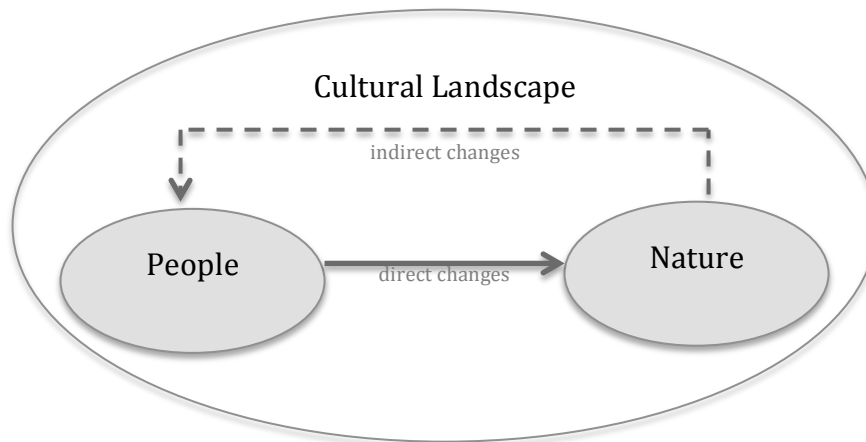 Cultural Landscape
indirect changes
People
Nature
direct changes